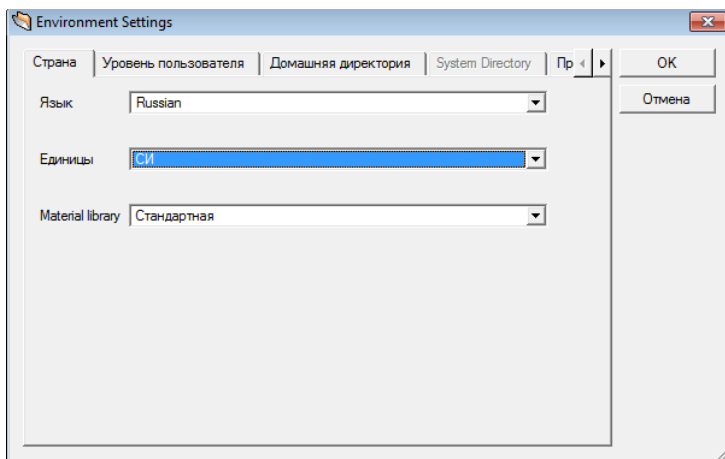 Environment Settings
Страна Уровень пользователя Домашняя директория System Directory Пр OK
Язык Russian Отмена
Единицы СИ
Material library Стандартная